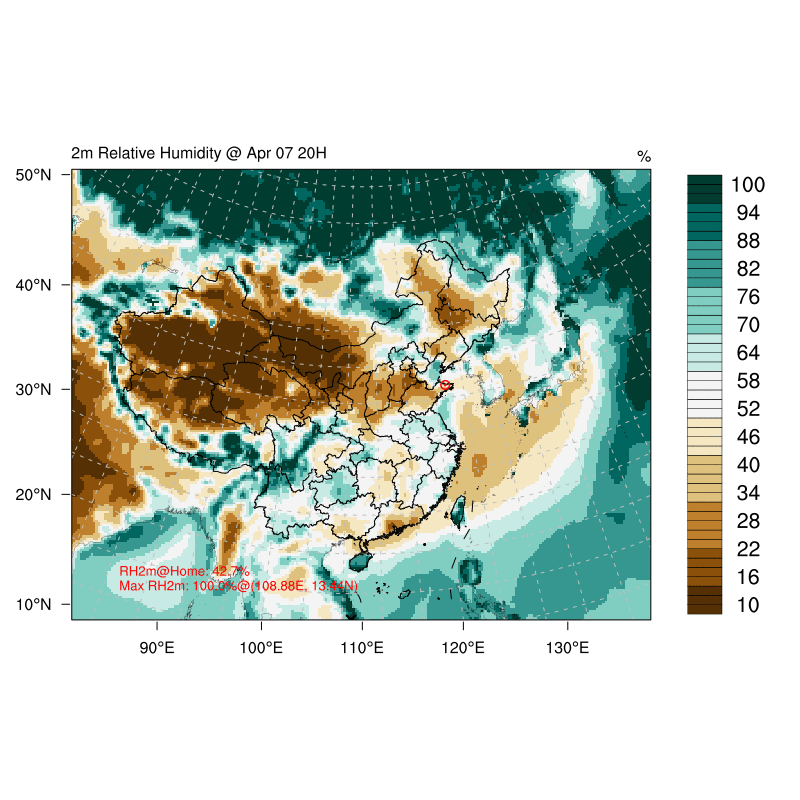 2m Relative Humidity @ Apr 07 20H
%
50°N
40°N
30°N
20°N
10°N
90°E
100°E
110°E
120°E
130°E
100
94
88
82
76
70
64
58
52
46
40
34
28
22
16
10
RH2m@Home: 42.7%
Max RH2m: 100.0%@(108.88E, 13.44N)